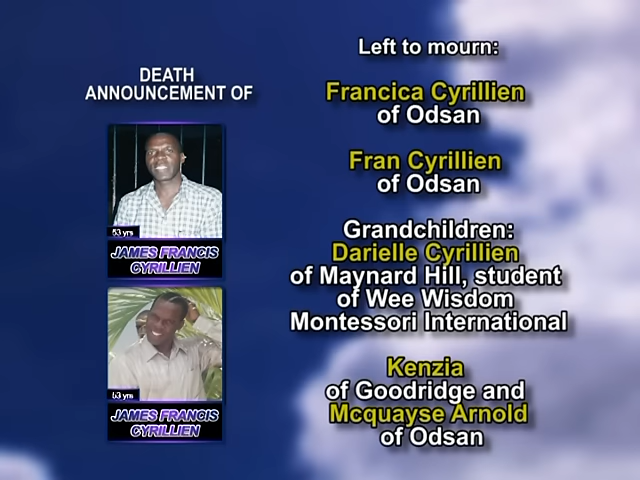 DEATH
ANNOUNCEMENT OF
53 yrs
JAMES FRANCIS
CYRILLIEN
53 yrs
JAMES FRANCIS
CYRILLIEN
Left to mourn:
Francica Cyrillien
of Odsan
Fran Cyrillien
of Odsan
Grandchildren:
Darielle Cyrillien
of Maynard Hill, student
of Wee Wisdom
Montessori International
Kenzia
of Goodridge and
Mcquayse Arnold
of Odsan